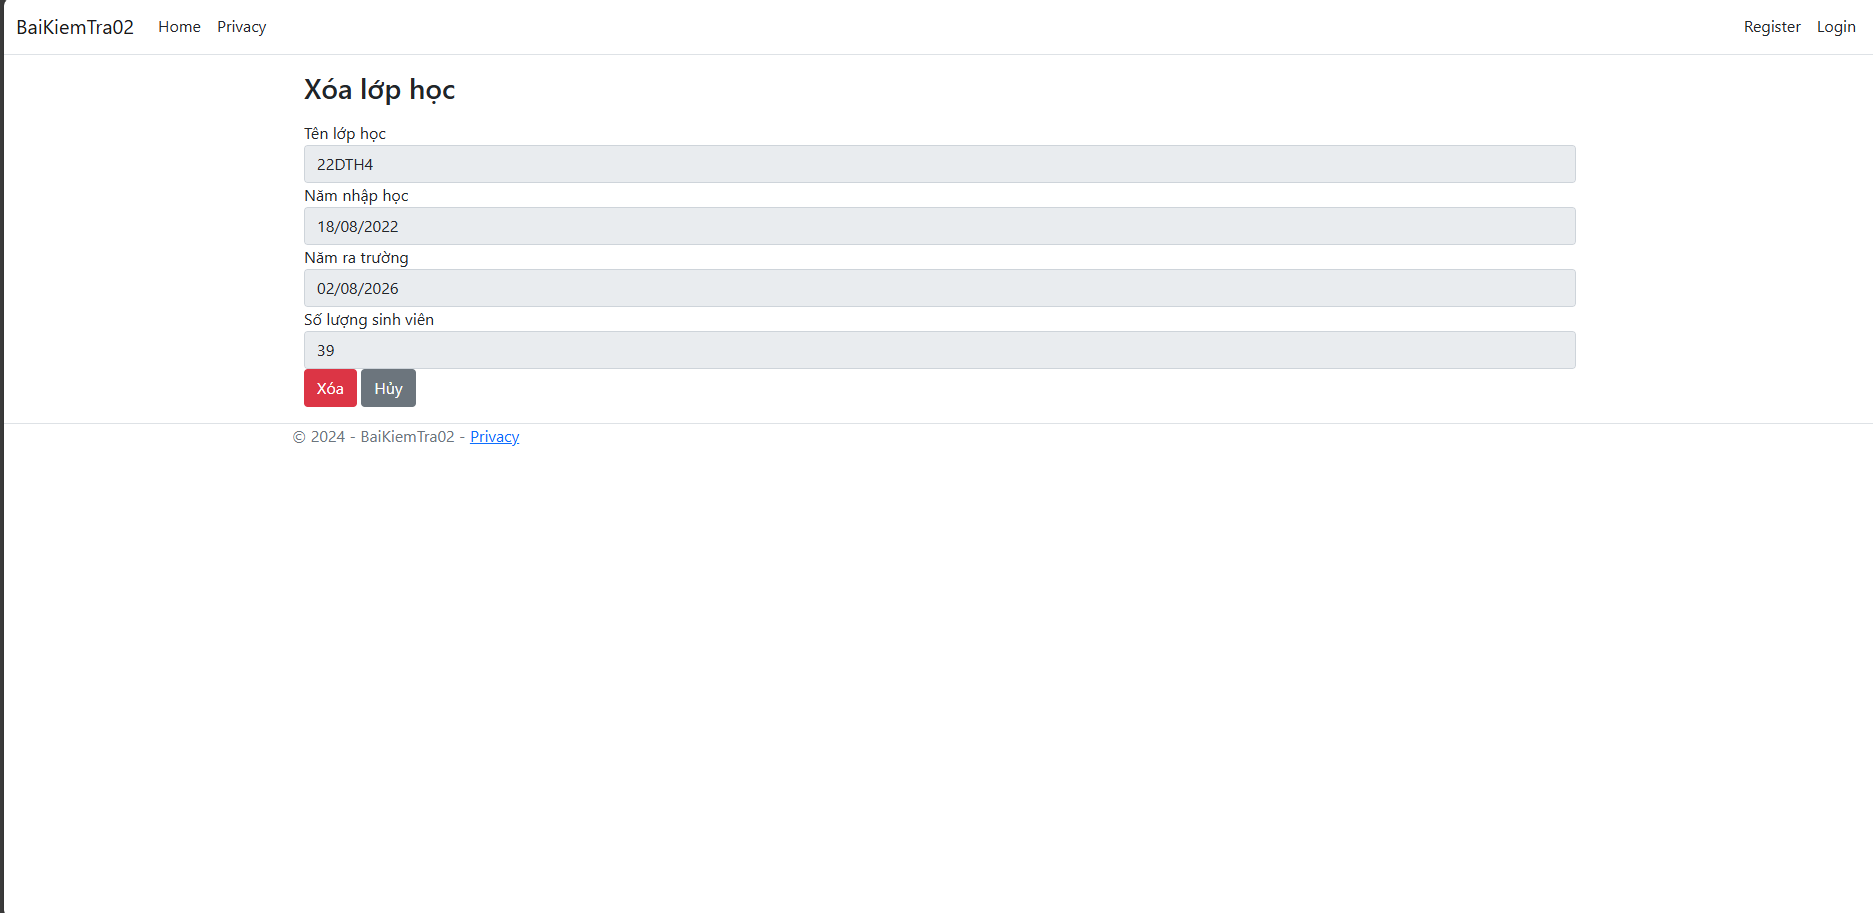 BaiKiemTra02 Home Privacy Register Login
Xóa lớp học
Tên lớp học
22DTH4
Năm nhập học
18/08/2022
Năm ra trường
02/08/2026
Số lượng sinh viên
39
Xóa Hủy
© 2024 - BaiKiemTra02 - Privacy